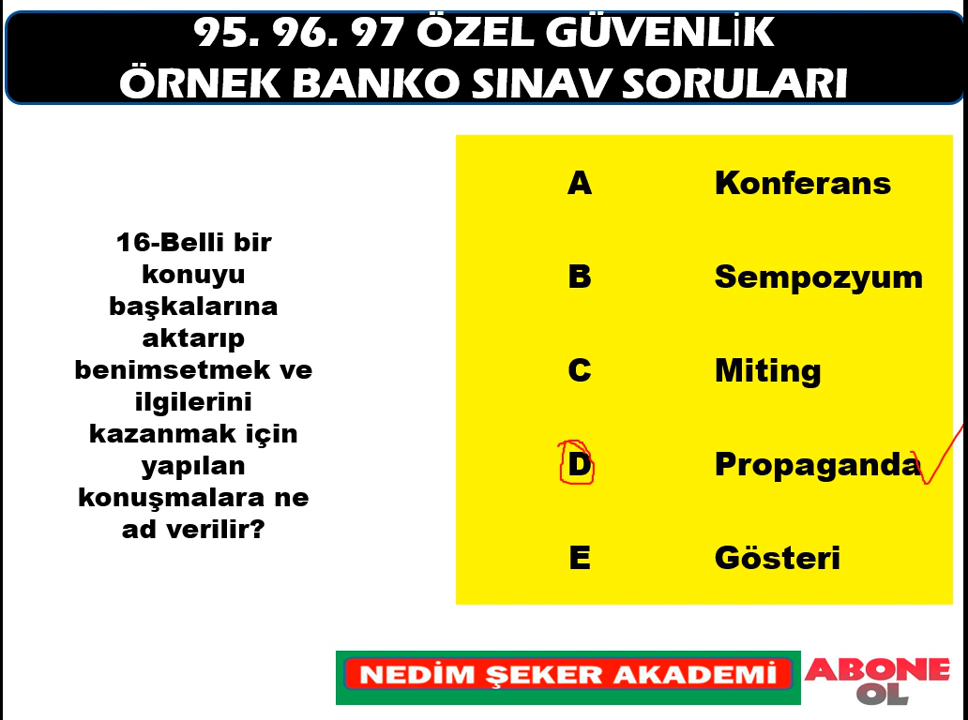 95. 96. 97 ÖZEL GÜVENLİK
ÖRNEK BANKO SINAV SORULARI
16-Belli bir
konuyu
başkalarına
aktarıp
benimsetmek ve
ilgilerini
kazanmak için
yapılan
konuşmalara ne
ad verilir?
A Konferans
B Sempozyum
C Miting
D Propaganda
E Gösteri
NEDİM ŞEKER AKADEMİ
ABONE
OL